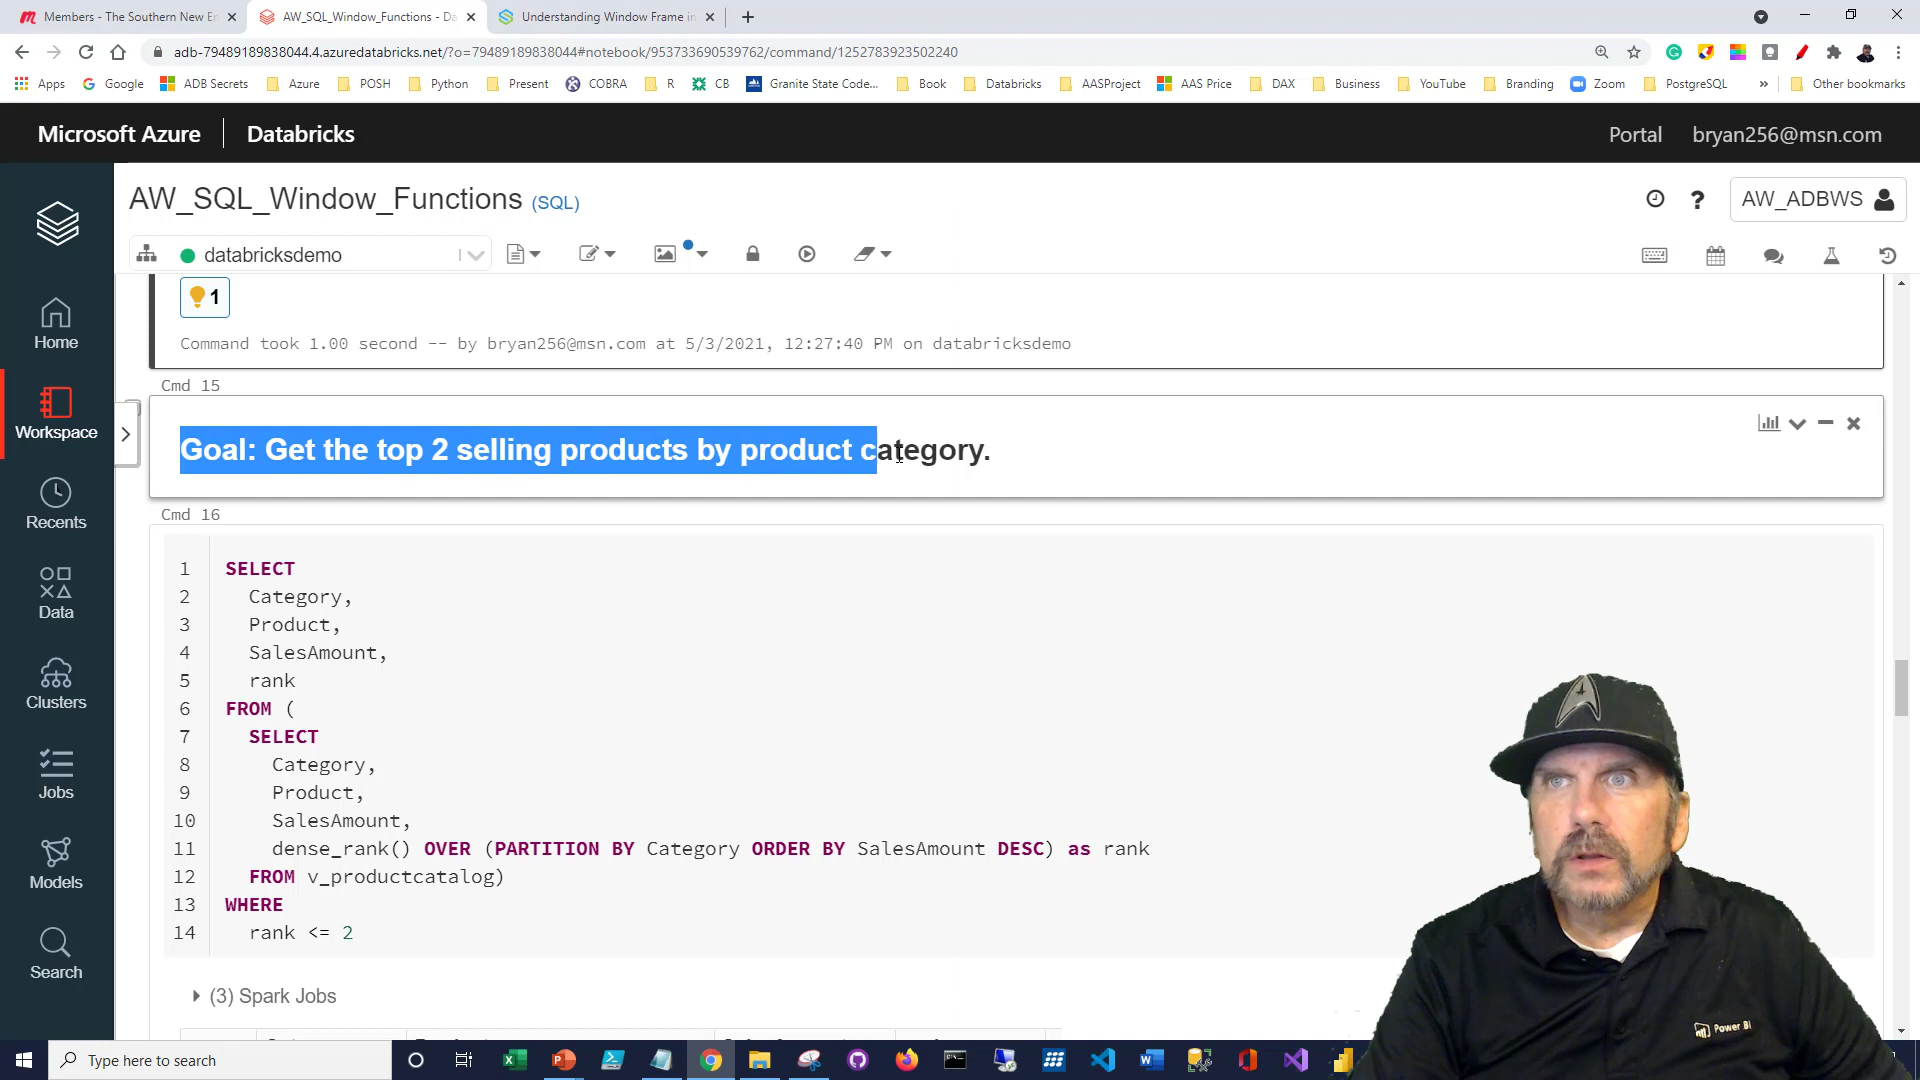 Members - The Southern New En
AW_SQL_Window_Functions - Da
Understanding Window Frame in
adb-79489189838044.4.azuredatabricks.net/?o=79489189838044#notebook/953733690539762/command/1252783923502240
Apps Google ADB Secrets Azure POSH Python Present COBRA R CB Granite State Code... Book Databricks AASProject AAS Price DAX Business YouTube Branding Zoom PostgreSQL » Other bookmarks
Microsoft Azure Databricks Portal bryan256@msn.com
AW_SQL_Window_Functions (SQL)
AW_ADBWS
databricksdemo
1
Command took 1.00 second -- by bryan256@msn.com at 5/3/2021, 12:27:40 PM on databricksdemo
Cmd 15
Goal: Get the top 2 selling products by product category.
Cmd 16
1 SELECT
2 Category,
3 Product,
4 SalesAmount,
5 rank
6 FROM (
7 SELECT
8 Category,
9 Product,
10 SalesAmount,
11 dense_rank() OVER (PARTITION BY Category ORDER BY SalesAmount DESC) as rank
12 FROM v_productcatalog)
13 WHERE
14 rank <= 2
(3) Spark Jobs
Home
Workspace
Recents
Data
Clusters
Jobs
Models
Search
Power BI
Type here to search